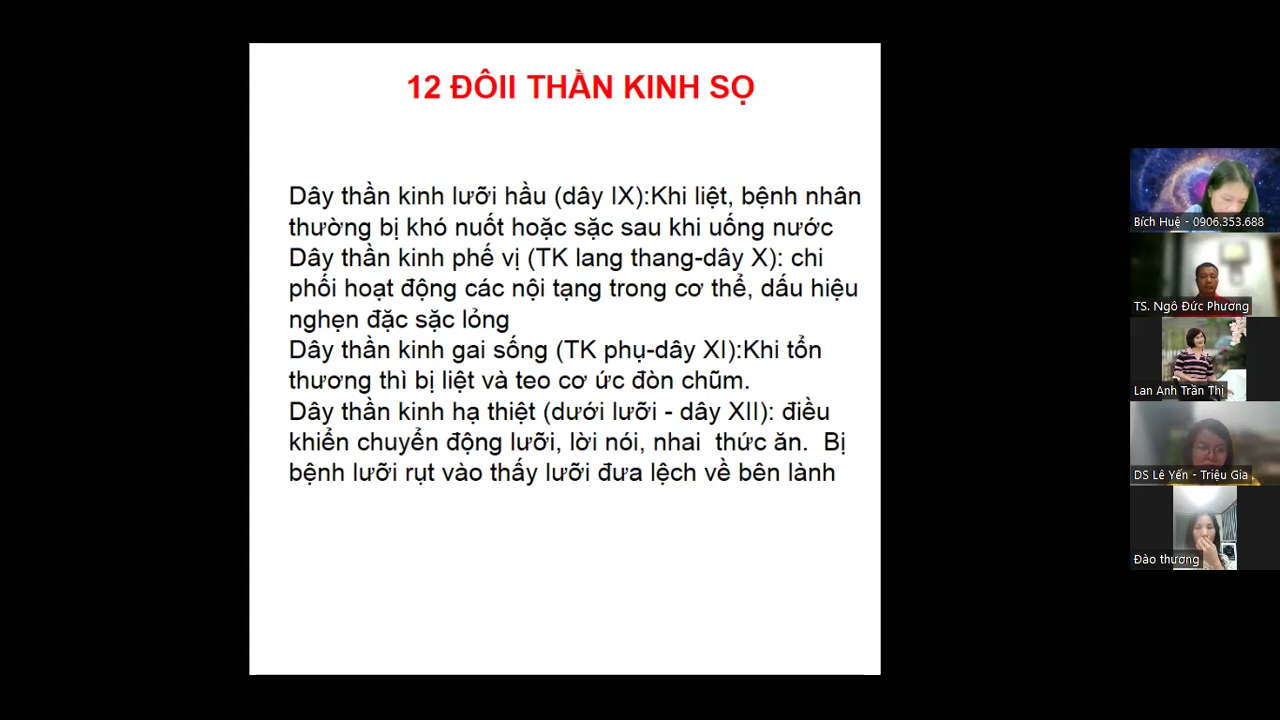 12 ĐÔII THẦN KINH SỌ
Dây thần kinh lưỡi hầu (dây IX):Khi liệt, bệnh nhân
thường bị khó nuốt hoặc sặc sau khi uống nước
Dây thần kinh phế vị (TK lang thang-dây X): chi
phối hoạt động các nội tạng trong cơ thể, dấu hiệu
nghẹn đặc sặc lỏng
Dây thần kinh gai sống (TK phụ-dây XI):Khi tổn
thương thì bị liệt và teo cơ ức đòn chũm.
Dây thần kinh hạ thiệt (dưới lưỡi - dây XII): điều
khiển chuyển động lưỡi, lời nói, nhai  thức ăn.  Bị
bệnh lưỡi rụt vào thấy lưỡi đưa lệch về bên lành
Bích Huệ - 0906.353.688
TS. Ngô Đức Phương
Lan Anh Trần Thị
DS Lê Yến - Triệu Gia
Đào thương